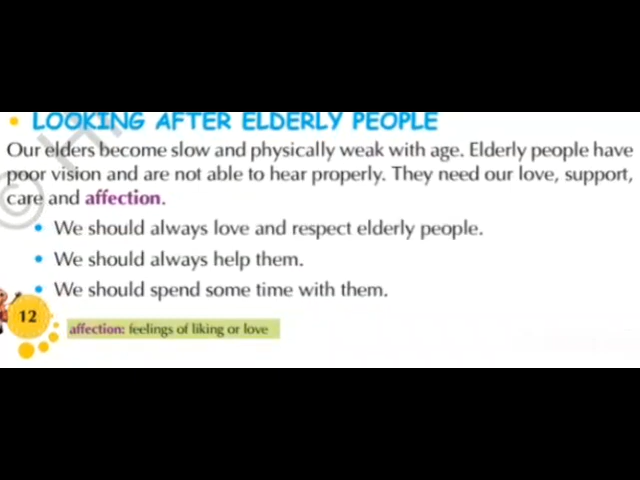 • LOOKING AFTER ELDERLY PEOPLE
Our elders become slow and physically weak with age. Elderly people have
poor vision and are not able to hear properly. They need our love, support,
care and affection.
• We should always love and respect elderly people.
• We should always help them.
• We should spend some time with them.
12
affection: feelings of liking or love